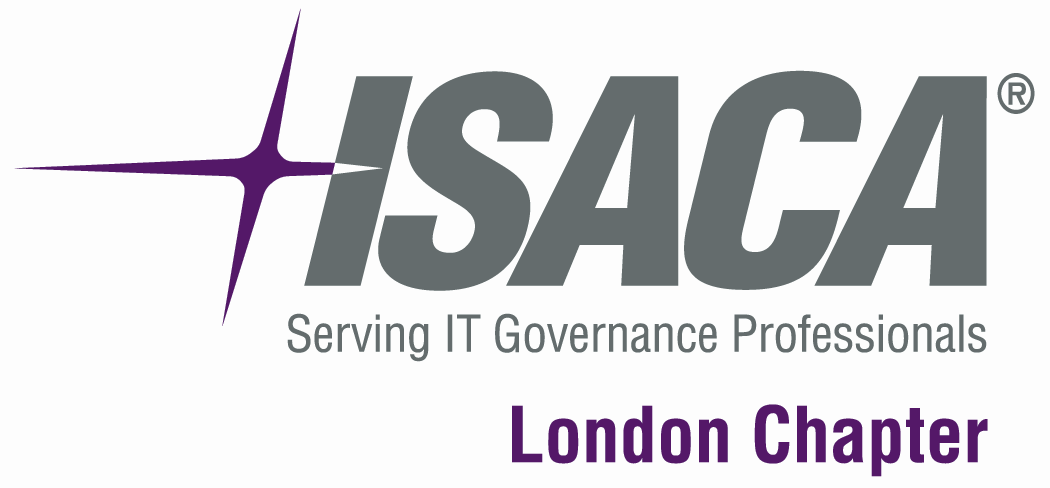 ISACA®
Serving IT Governance Professionals
London Chapter